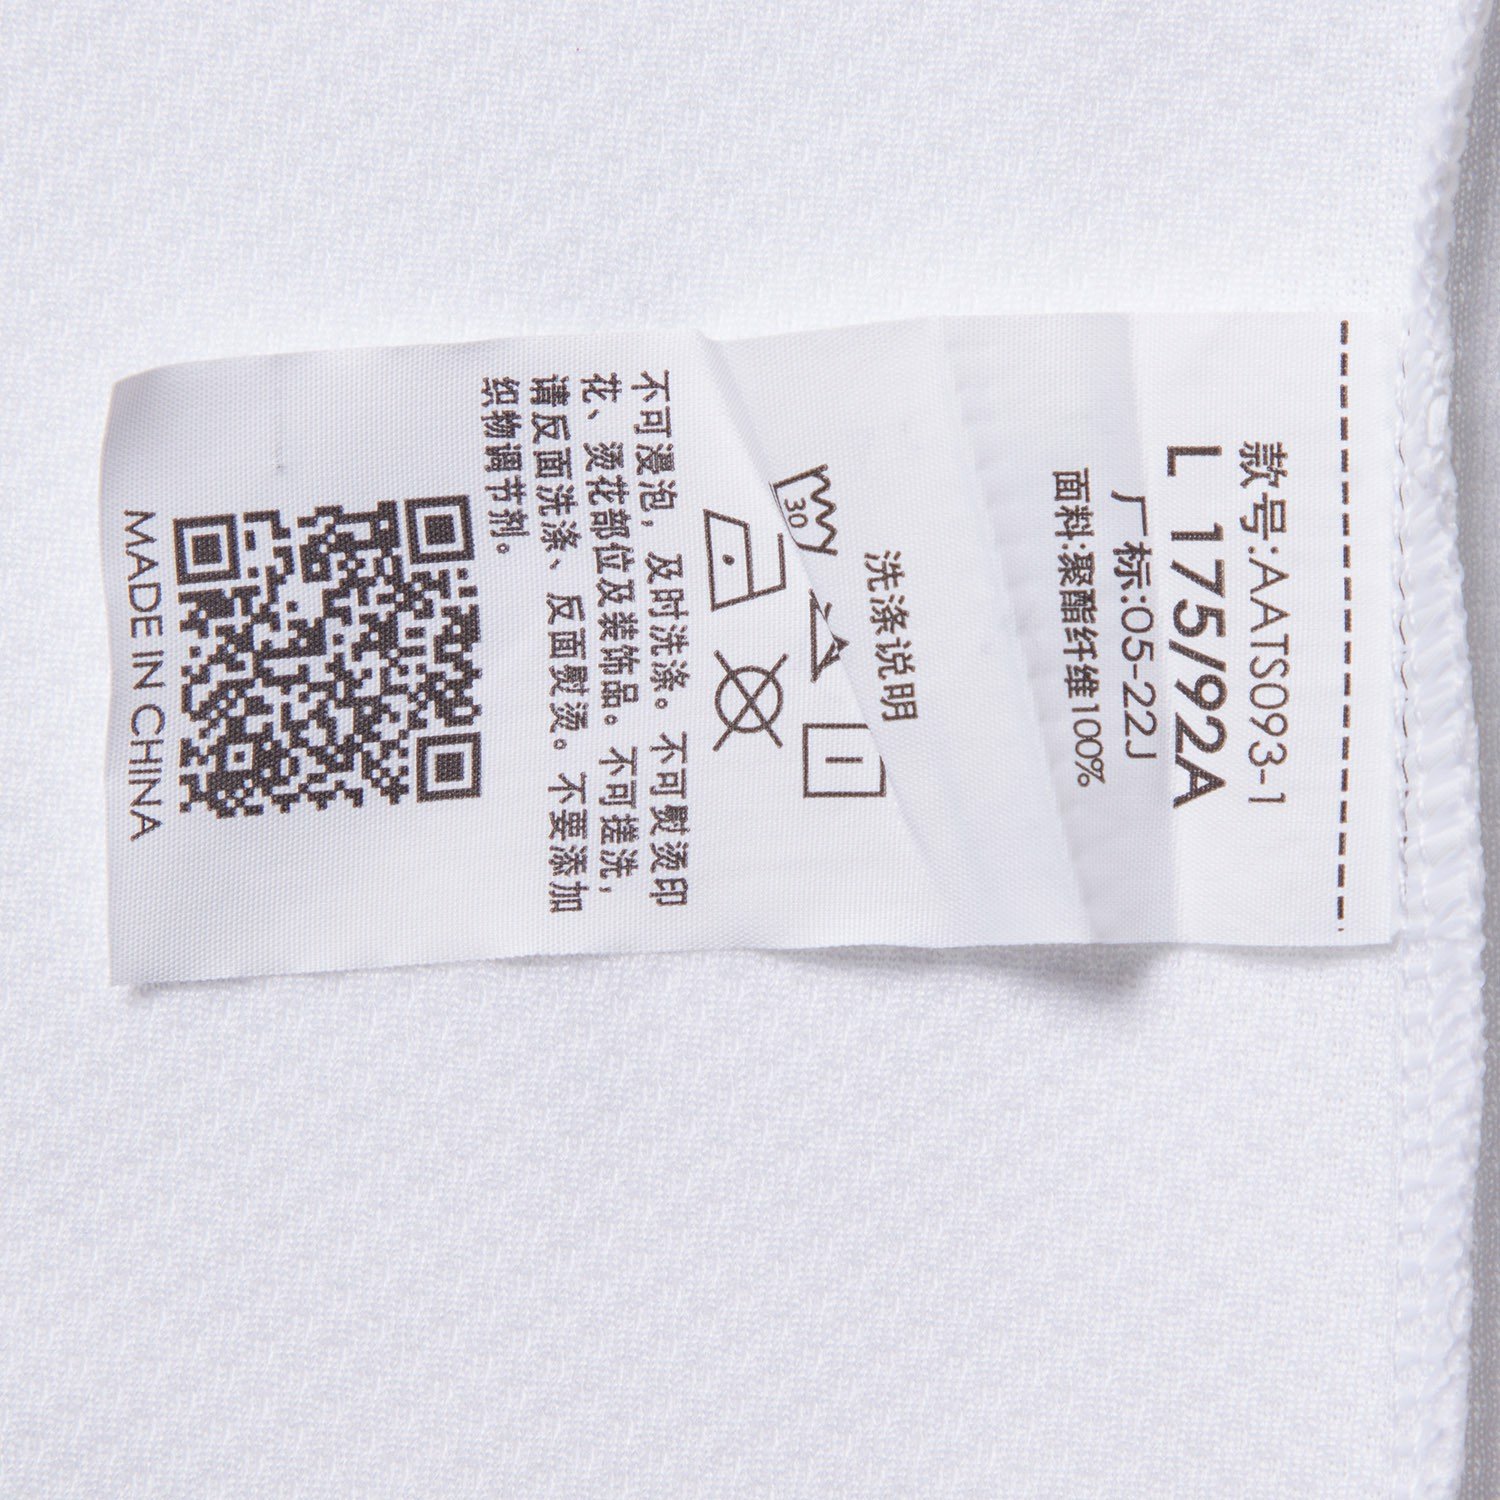 款号:AATS093-1
L 175/92A
厂标:05-22J
面料:聚酯纤维100%
洗涤说明
30
不可浸泡，及时洗涤。不可熨烫印
花、烫花部位及装饰品。不可搓洗，
请反面洗涤、反面熨烫。不要添加
织物调节剂。
MADE IN CHINA